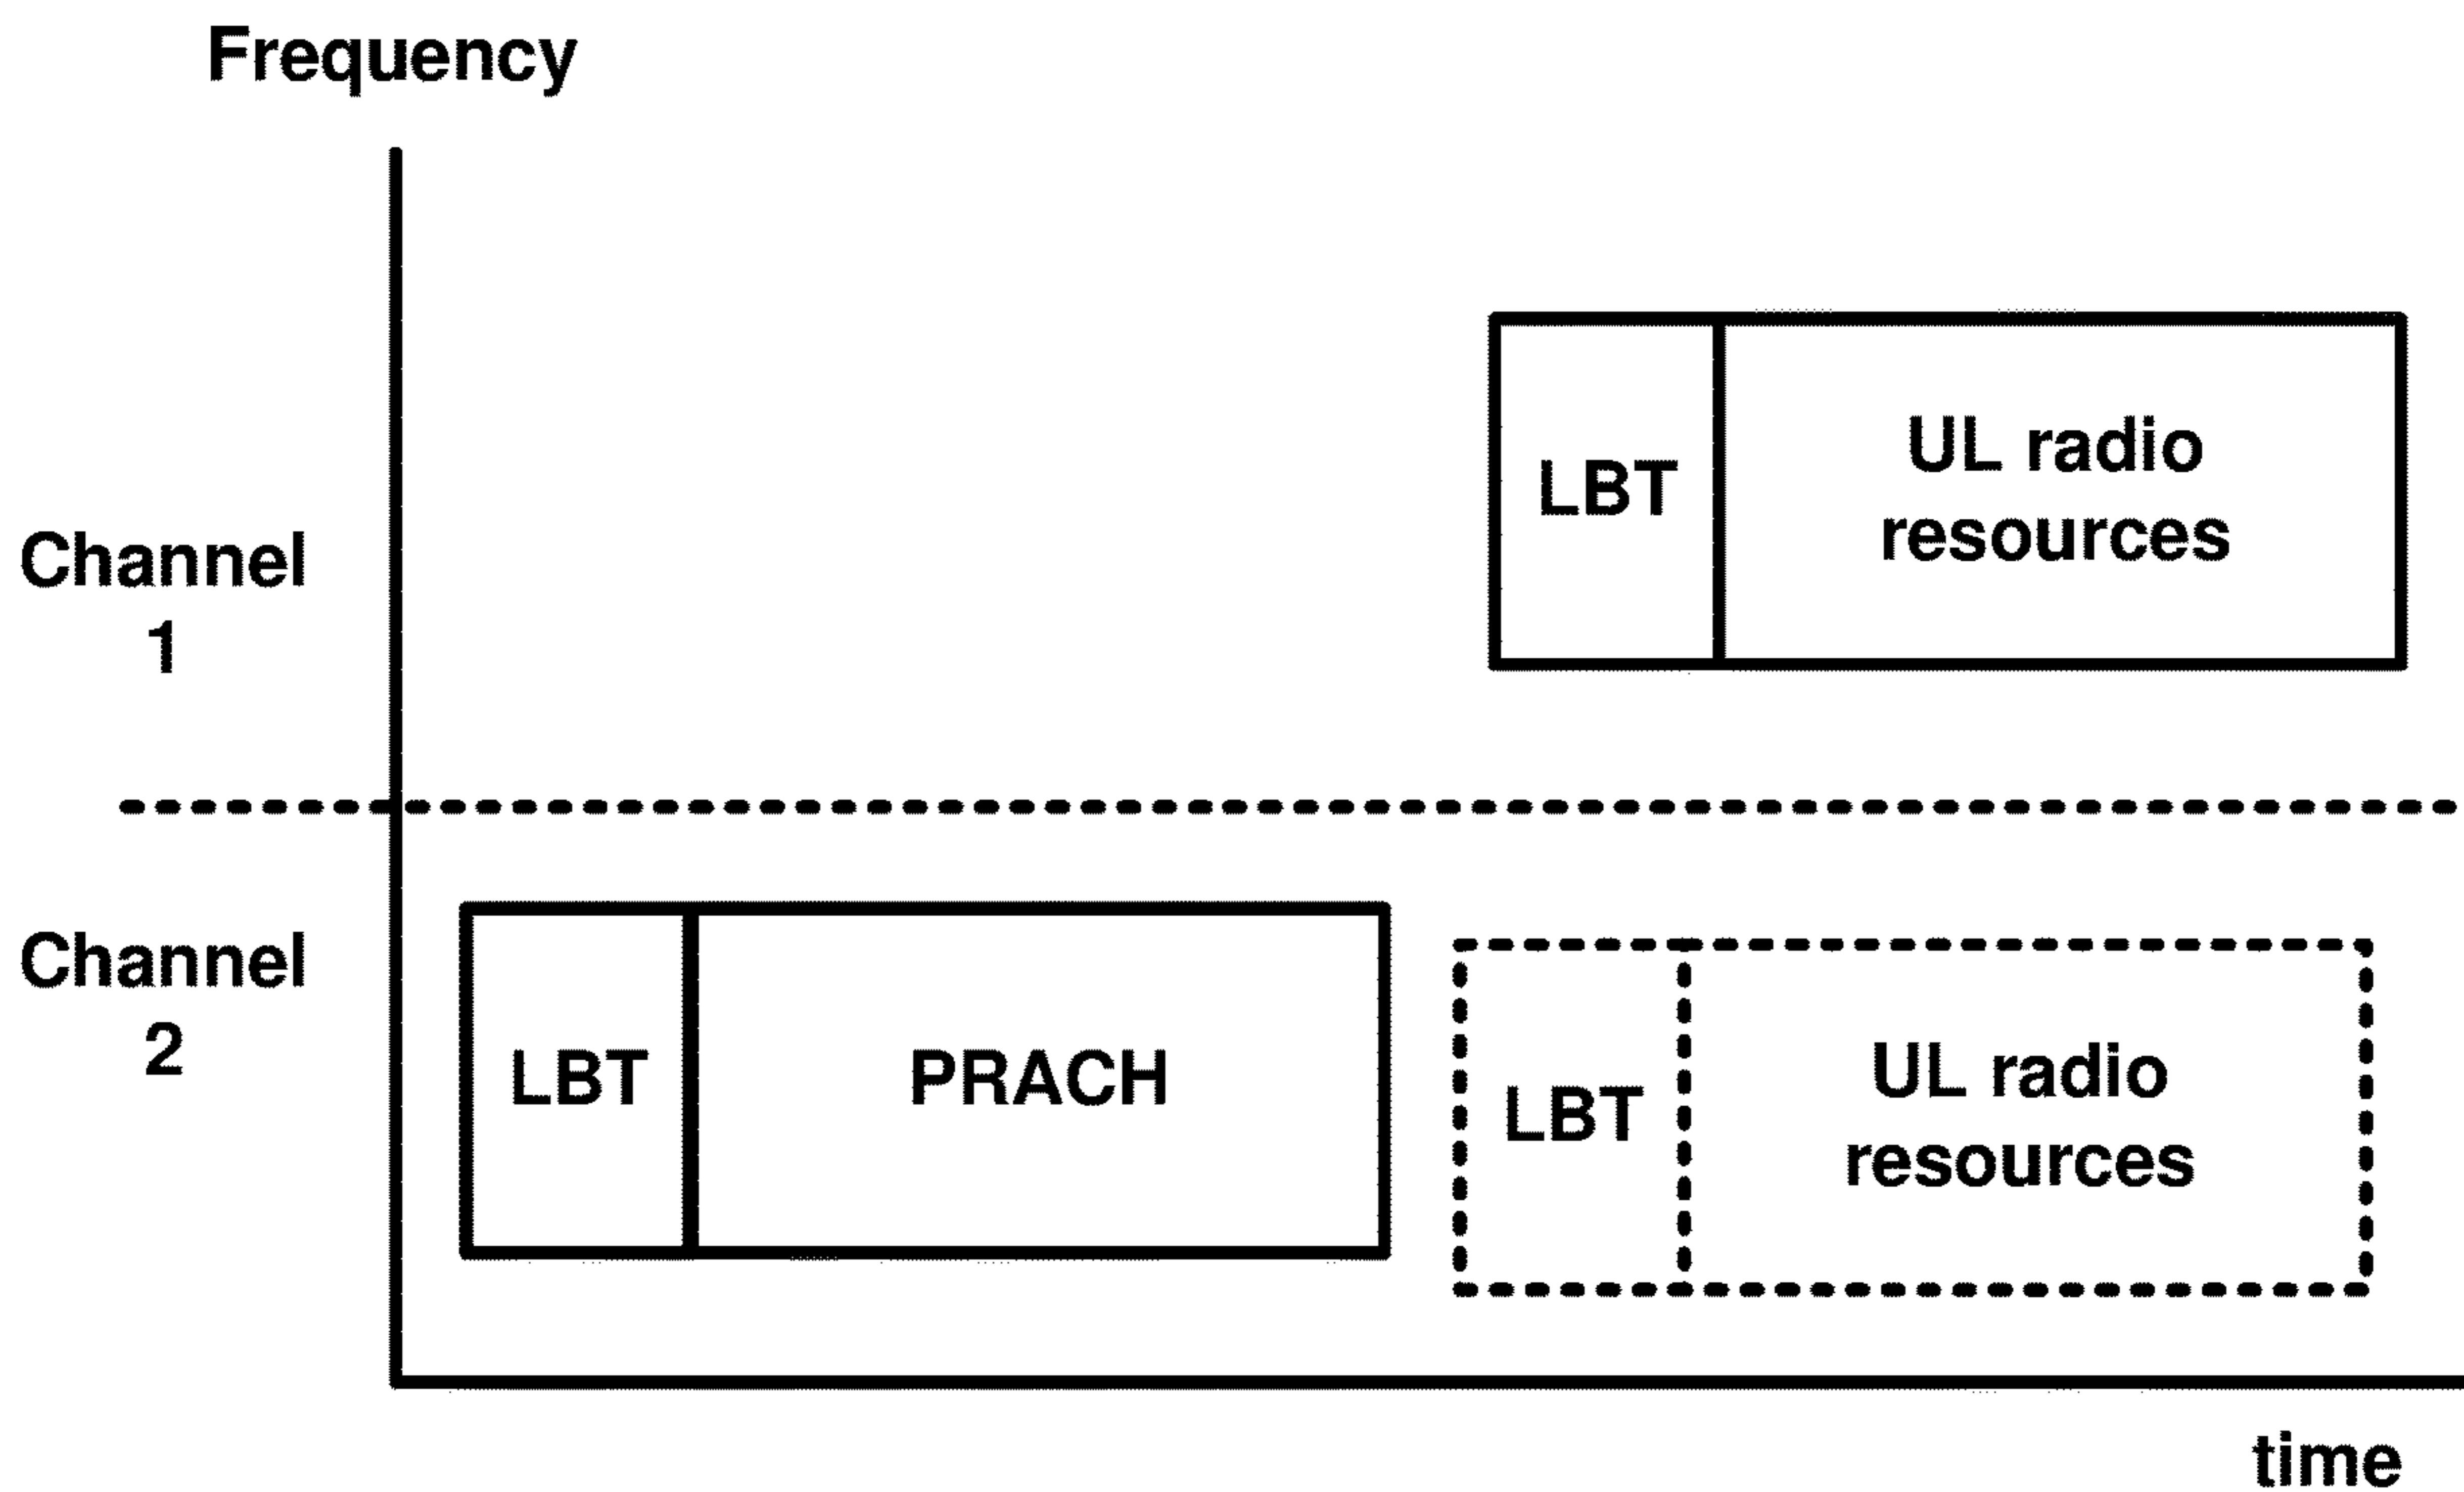 Frequency
Channel
1
LBT
UL radio
resources
Channel
2
LBT
PRACH
LBT
UL radio
resources
time